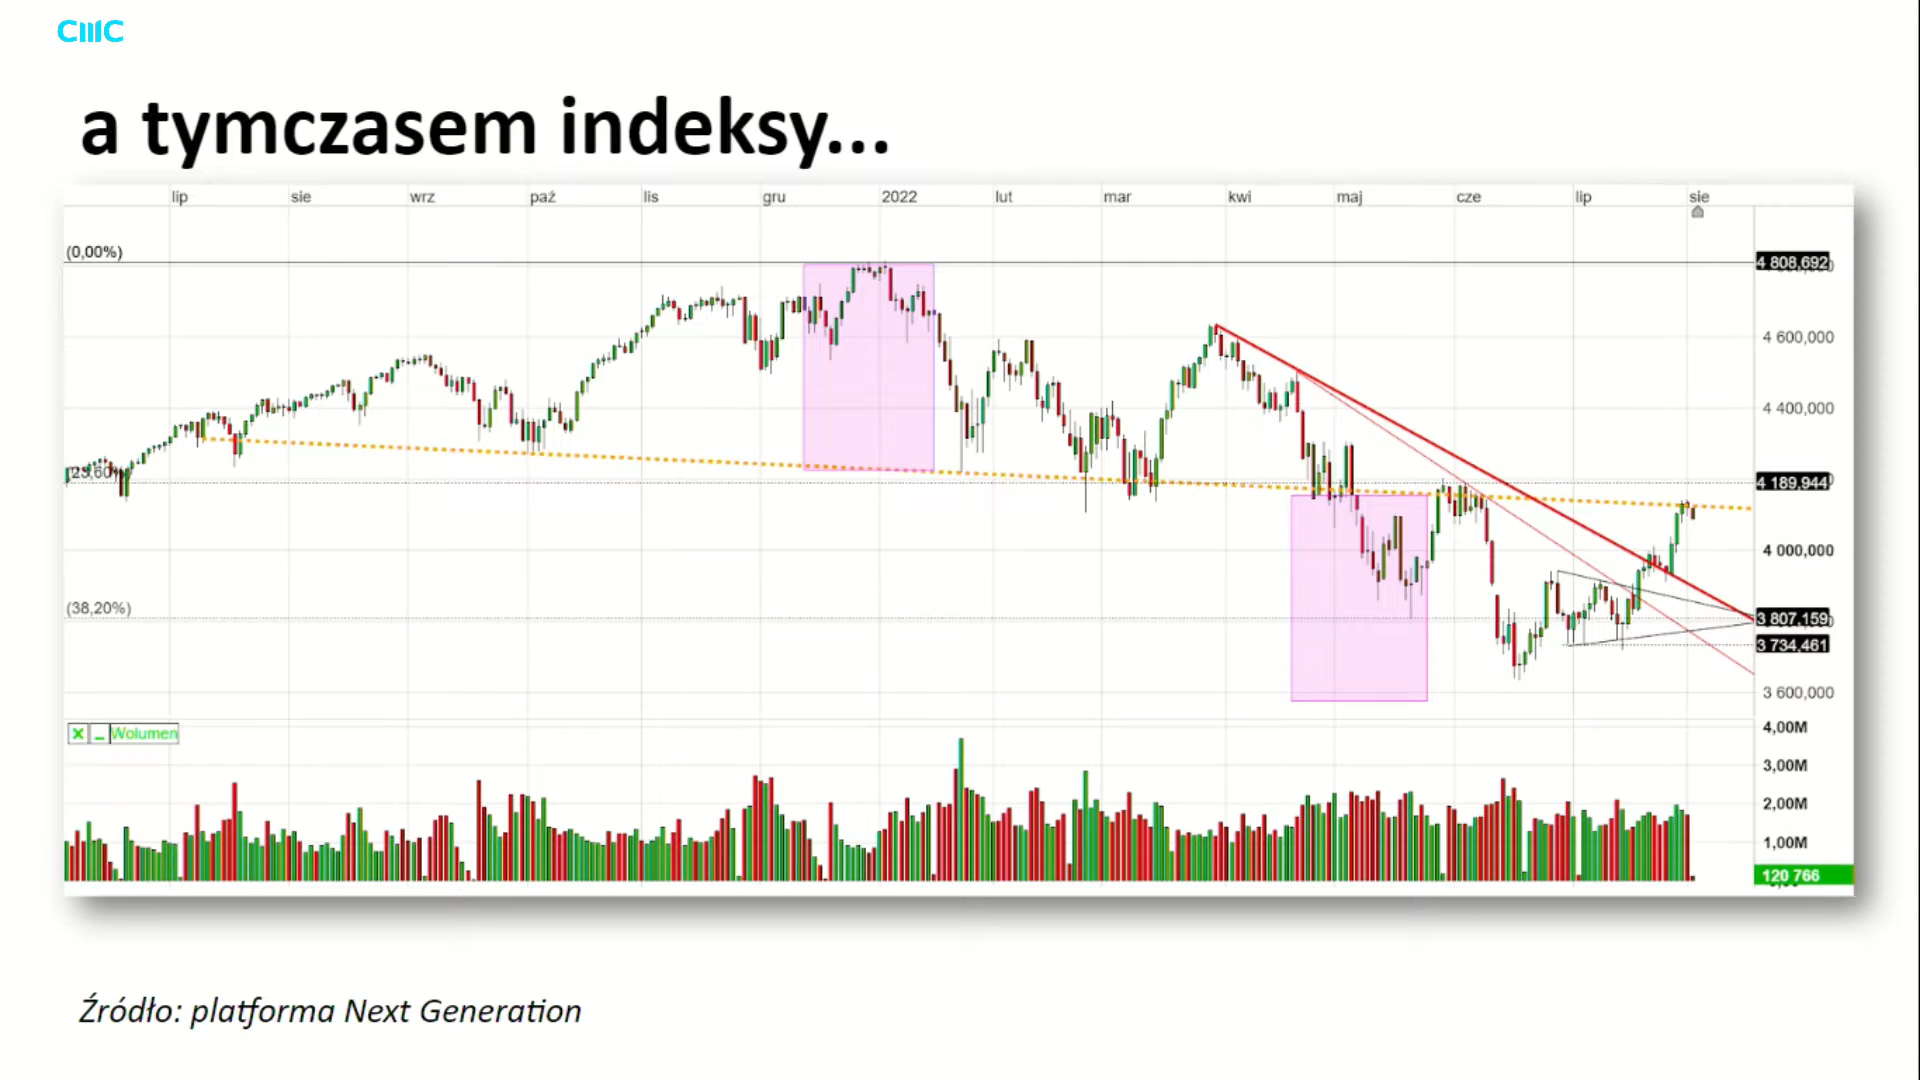 CMC
a tymczasem indeksy...
lip sie wrz paź lis gru 2022 lut mar kwi maj cze lip sie
(0,00%)
4 808,692
4 600,000
4 400,000
(23,60%)
4 189,944
4 000,000
(38,20%)
3 807,159
3 734,461
3 600,000
Wolumen
4,00M
3,00M
2,00M
1,00M
120 766
Źródło: platforma Next Generation